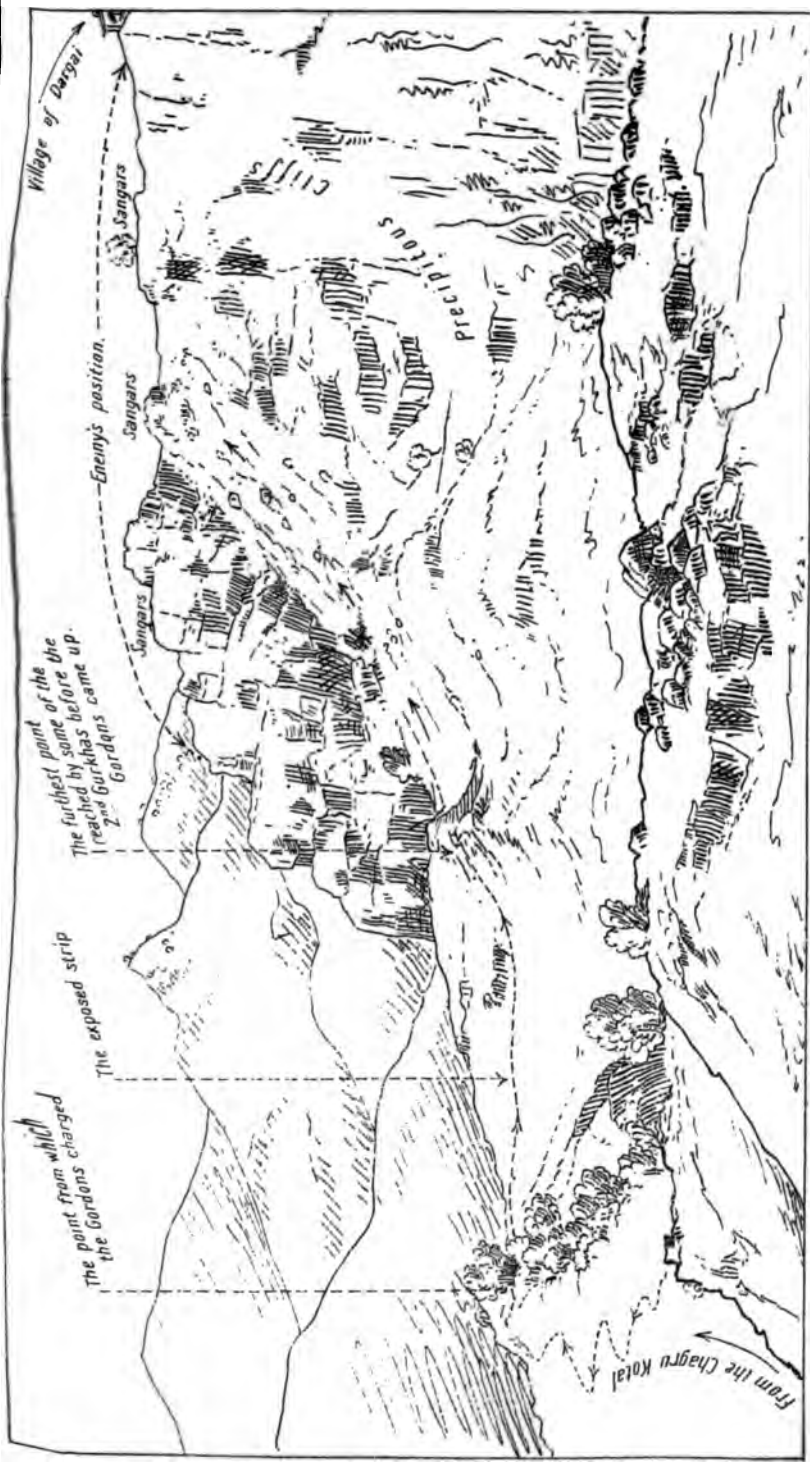 Village of Dargai
Enemy's position.
Sangars
Sangars
Sangars
The furthest point
reached by some of the
2nd Gurkhas before the
Gordons came up.
The exposed strip
The point from which
the Gordons charged
Cliffs
Precipitous
From the Chagru Kotal